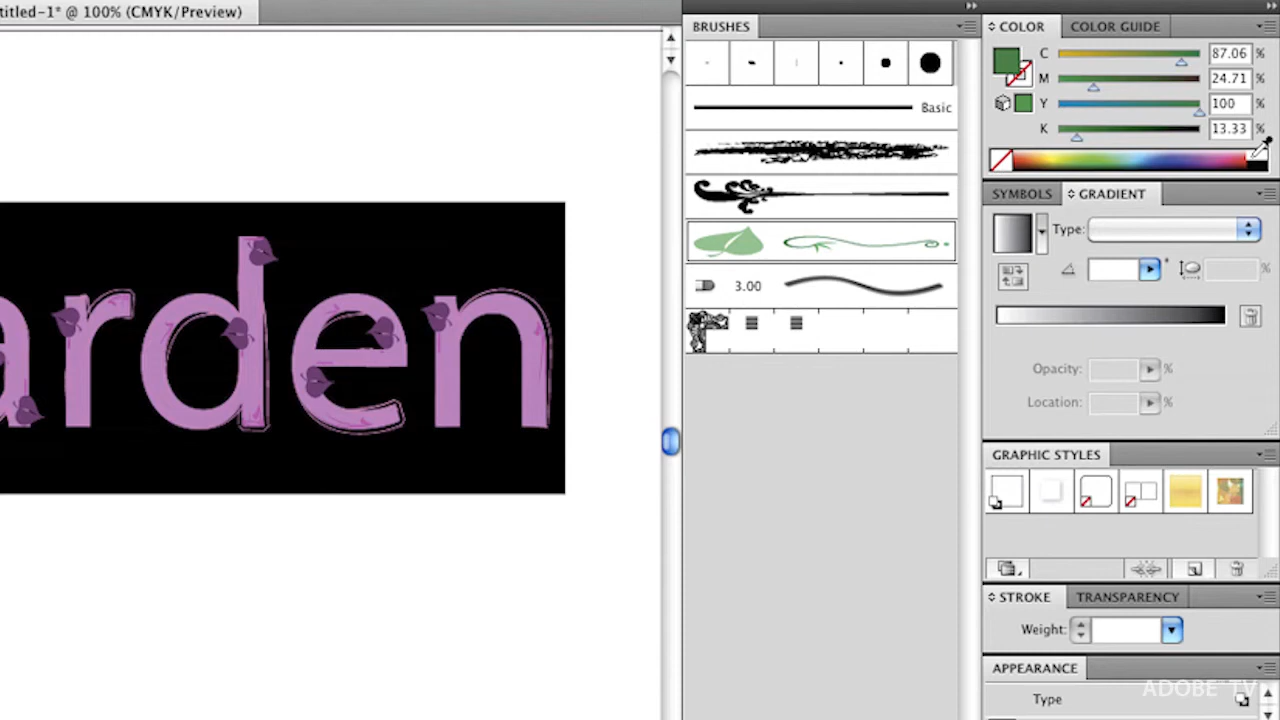 titled-1* @ 100% (CMYK/Preview)
BRUSHES
Basic
3.00
arden
COLOR COLOR GUIDE
C 87.06 %
M 24.71 %
Y 100 %
K 13.33 %
SYMBOLS GRADIENT
Type:
°
%
Opacity: %
Location: %
GRAPHIC STYLES
STROKE TRANSPARENCY
Weight:
APPEARANCE
Type
ADOBE TV